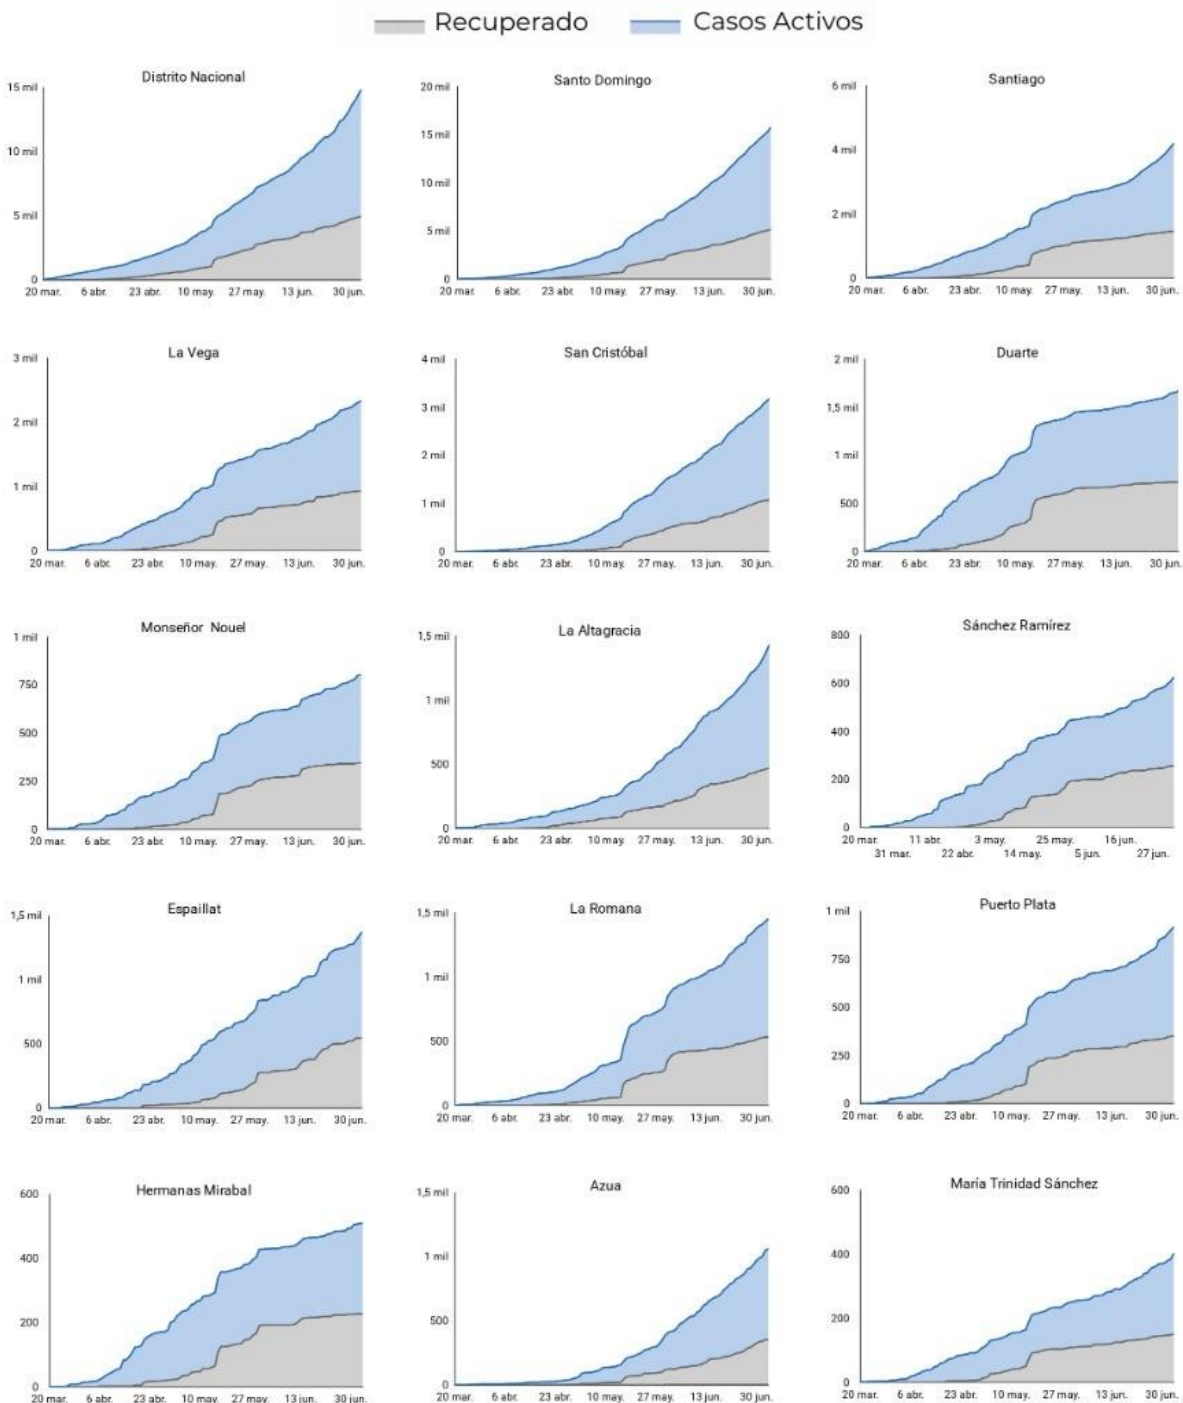 Recuperado Casos Activos
Distrito Nacional
15 mil
10 mil
5 mil
0
20 mar. 6 abr. 23 abr. 10 may. 27 may. 13 jun. 30 jun.
Santo Domingo
20 mil
15 mil
10 mil
5 mil
0
20 mar. 6 abr. 23 abr. 10 may. 27 may. 13 jun. 30 jun.
Santiago
6 mil
4 mil
2 mil
0
20 mar. 6 abr. 23 abr. 10 may. 27 may. 13 jun. 30 jun.
La Vega
3 mil
2 mil
1 mil
0
20 mar. 6 abr. 23 abr. 10 may. 27 may. 13 jun. 30 jun.
San Cristóbal
4 mil
3 mil
2 mil
1 mil
0
20 mar. 6 abr. 23 abr. 10 may. 27 may. 13 jun. 30 jun.
Duarte
2 mil
1,5 mil
1 mil
500
0
20 mar. 6 abr. 23 abr. 10 may. 27 may. 13 jun. 30 jun.
Monseñor Nouel
1 mil
750
500
250
0
20 mar. 6 abr. 23 abr. 10 may. 27 may. 13 jun. 30 jun.
La Altagracia
1,5 mil
1 mil
500
0
20 mar. 6 abr. 23 abr. 10 may. 27 may. 13 jun. 30 jun.
Sánchez Ramírez
800
600
400
200
0
20 mar. 11 abr. 3 may. 25 may. 16 jun.
31 mar. 22 abr. 14 may. 5 jun. 27 jun.
Espaillat
1,5 mil
1 mil
500
0
20 mar. 6 abr. 23 abr. 10 may. 27 may. 13 jun. 30 jun.
La Romana
1,5 mil
1 mil
500
0
20 mar. 6 abr. 23 abr. 10 may. 27 may. 13 jun. 30 jun.
Puerto Plata
1 mil
750
500
250
0
20 mar. 6 abr. 23 abr. 10 may. 27 may. 13 jun. 30 jun.
Hermanas Mirabal
600
400
200
0
20 mar. 6 abr. 23 abr. 10 may. 27 may. 13 jun. 30 jun.
Azua
1,5 mil
1 mil
500
0
20 mar. 6 abr. 23 abr. 10 may. 27 may. 13 jun. 30 jun.
María Trinidad Sánchez
600
400
200
0
20 mar. 6 abr. 23 abr. 10 may. 27 may. 13 jun. 30 jun.